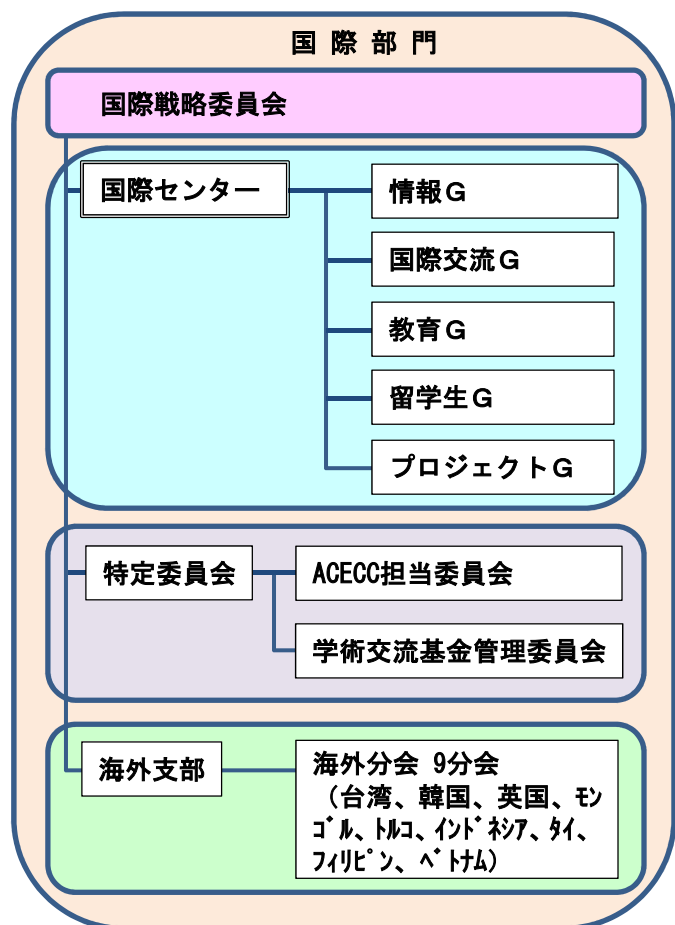 国際部門
国際戦略委員会
国際センター
情報Ｇ
国際交流Ｇ
教育Ｇ
留学生Ｇ
プロジェクトＧ
特定委員会
ACECC担当委員会
学術交流基金管理委員会
海外支部
海外分会 9分会
（台湾、韓国、英国、ﾓﾝ
ｺﾞﾙ、ﾄﾙｺ、ｲﾝﾄﾞﾈｼｱ、ﾀｲ、
ﾌｨﾘﾋﾟﾝ、ﾍﾞﾄﾅﾑ）